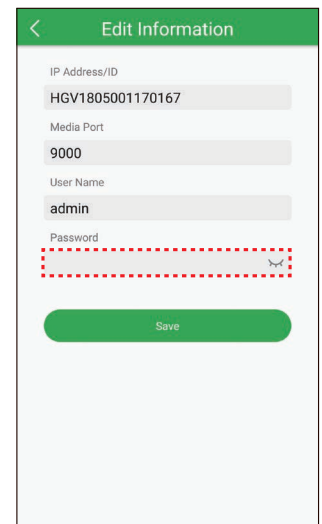 Edit Information
IP Address/ID
HGV1805001170167
Media Port
9000
User Name
admin
Password
Save